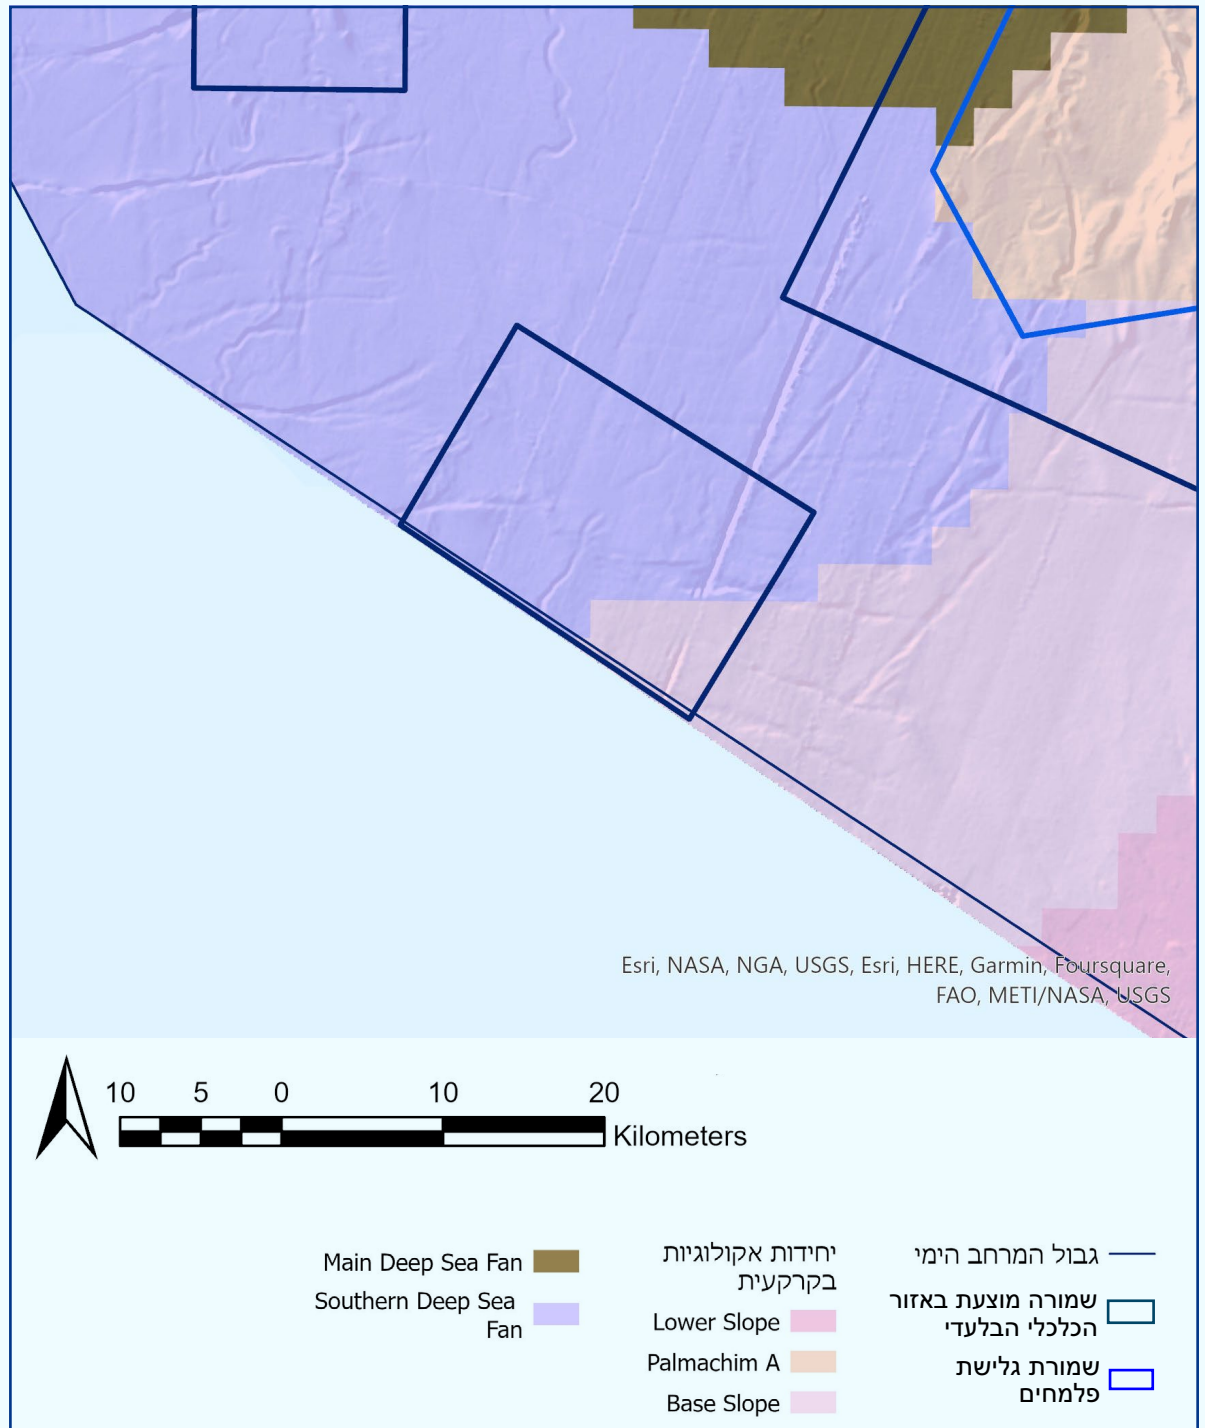 Esri, NASA, NGA, USGS, Esri, HERE, Garmin, Foursquare,
FAO, METI/NASA, USGS
10 5 0 10 20
Kilometers
גבול המרחב הימי
שמורה מוצעת באזור
הכלכלי הבלעדי
שמורת גלישת
פלמחים
יחידות אקולוגיות
בקרקעית
Lower Slope
Palmachim A
Base Slope
Main Deep Sea Fan
Southern Deep Sea
Fan